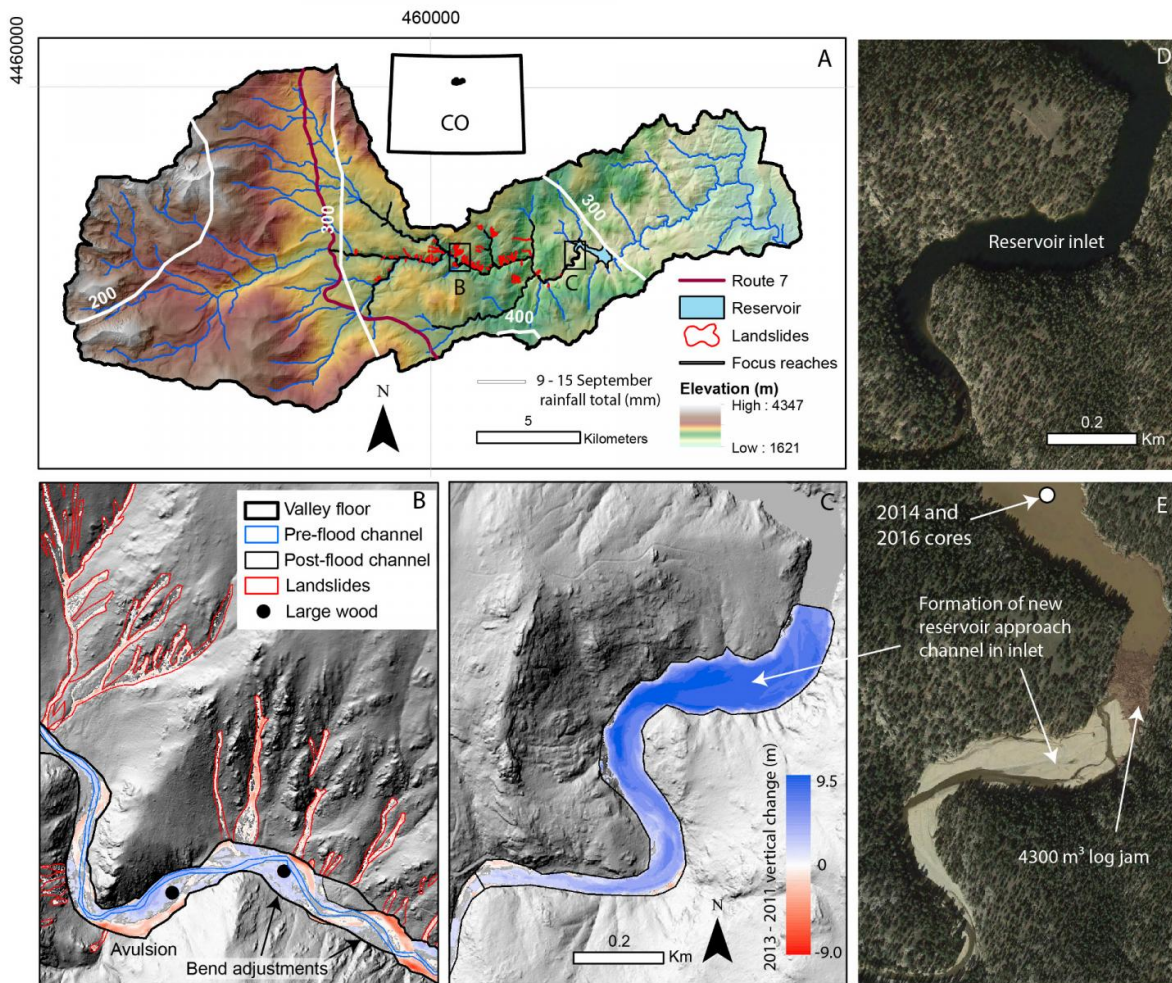 460000
4460000
A
CO
300
300
200
400
B
C
Route 7
Reservoir
Landslides
Focus reaches
9 - 15 September
rainfall total (mm)
Elevation (m)
High : 4347
Low : 1621
N
5
Kilometers
D
Reservoir inlet
0.2
Km
B
Valley floor
Pre-flood channel
Post-flood channel
Landslides
Large wood
Avulsion
Bend adjustments
C
2013 - 2011 vertical change (m)
9.5
0
-9.0
N
0.2
Km
E
2014 and
2016 cores
Formation of new
reservoir approach
channel in inlet
4300 m³ log jam